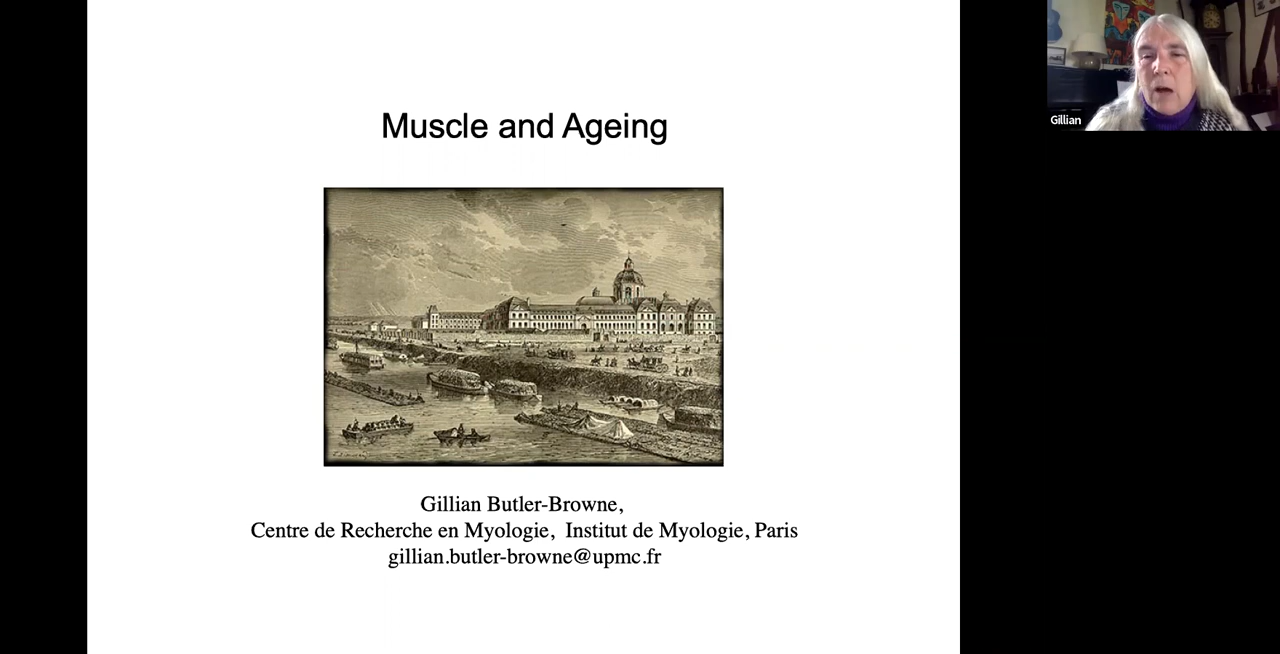 Muscle and Ageing
Gillian Butler-Browne,
Centre de Recherche en Myologie, Institut de Myologie, Paris
gillian.butler-browne@upmc.fr
Gillian